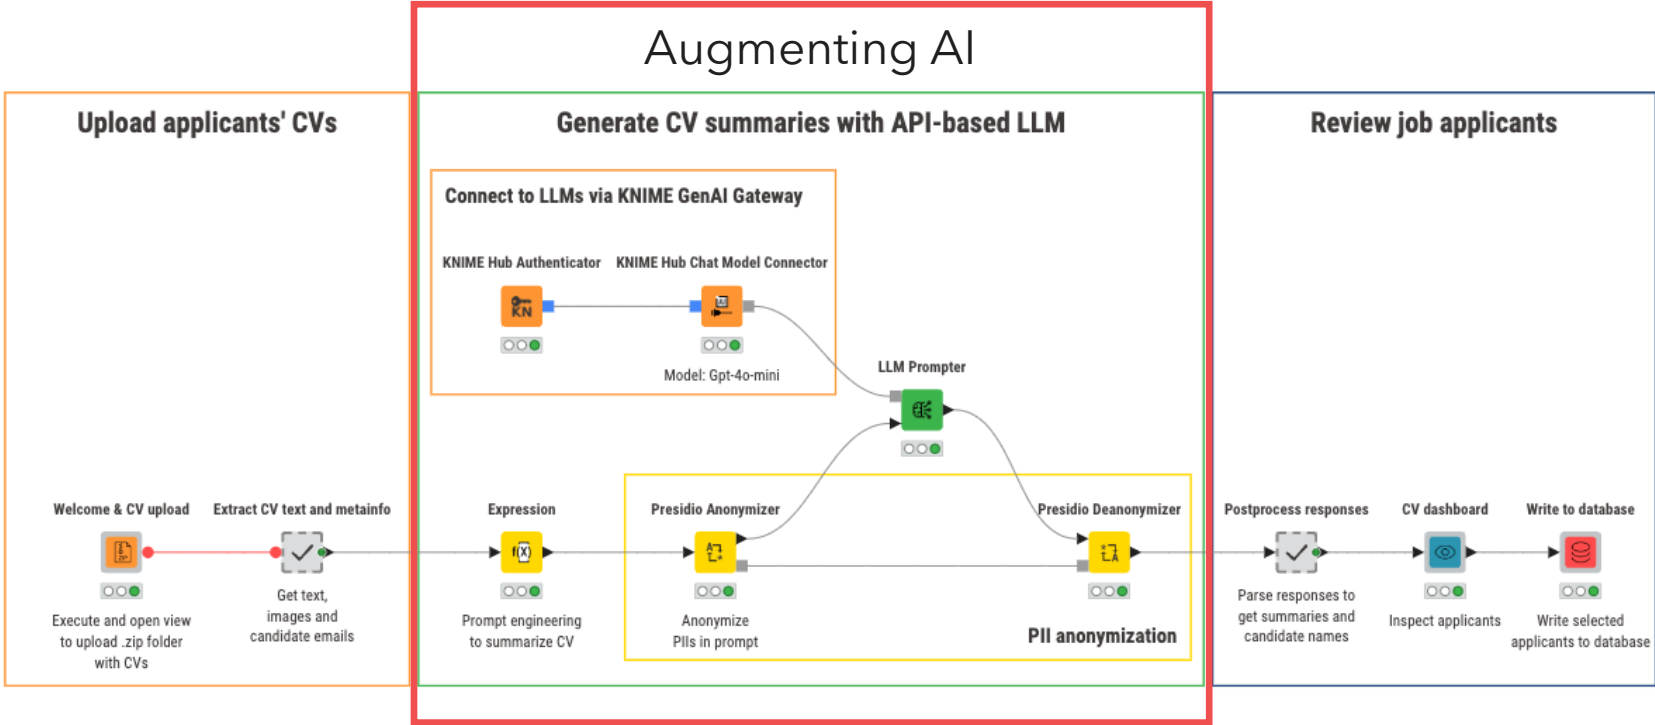 Augmenting AI
Upload applicants' CVs
Welcome & CV upload
ZIP
Execute and open view
to upload .zip folder
with CVs
Extract CV text and metainfo
Get text,
images and
candidate emails
Generate CV summaries with API-based LLM
Connect to LLMs via KNIME GenAI Gateway
KNIME Hub Authenticator
KN
KNIME Hub Chat Model Connector
AI
Model: Gpt-4o-mini
LLM Prompter
Expression
f(X)
Prompt engineering
to summarize CV
Presidio Anonymizer
A
*
Anonymize
PIIs in prompt
Presidio Deanonymizer
*
A
PII anonymization
Review job applicants
Postprocess responses
Parse responses to
get summaries and
candidate names
CV dashboard
Inspect applicants
Write to database
Write selected
applicants to database